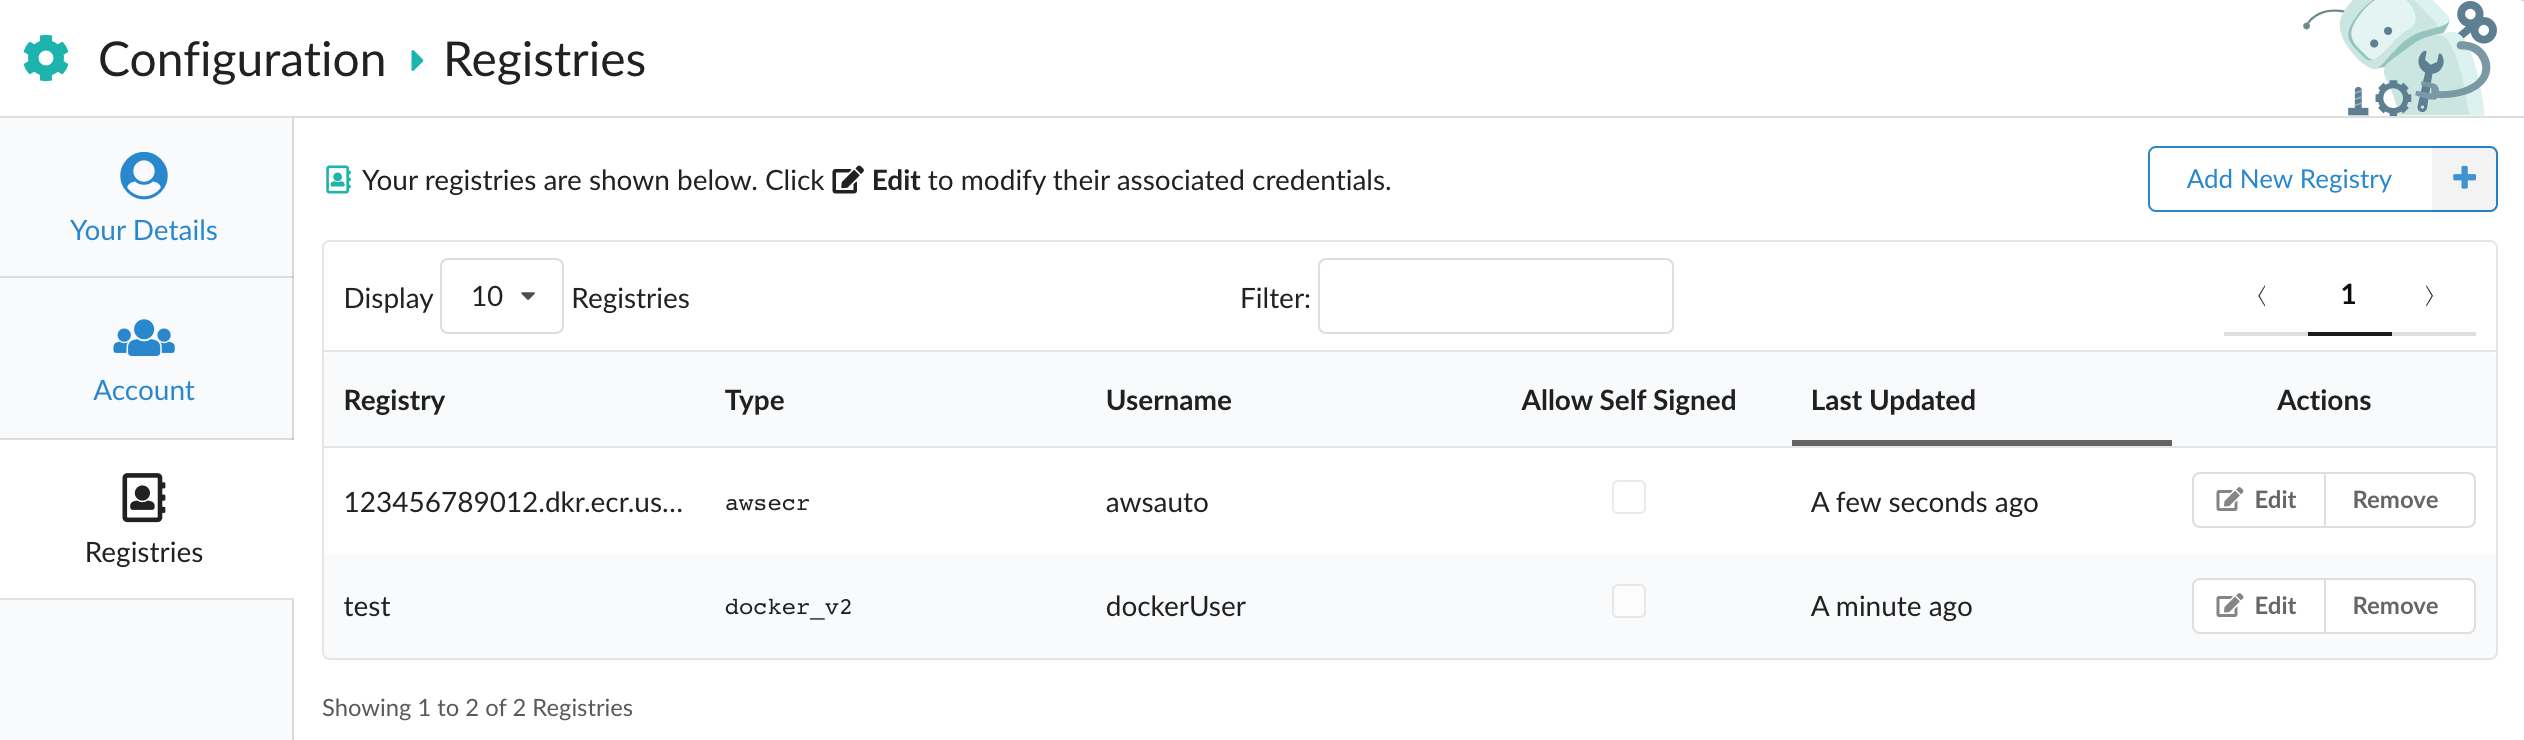 Configuration Registries
Your Details
Account
Registries
Your registries are shown below. Click Edit to modify their associated credentials.
Add New Registry
Display 10 Registries Filter: 1
Registry Type Username Allow Self Signed Last Updated Actions
123456789012.dkr.ecr.us... awsecr awsauto A few seconds ago Edit Remove
test docker_v2 dockerUser A minute ago Edit Remove
Showing 1 to 2 of 2 Registries